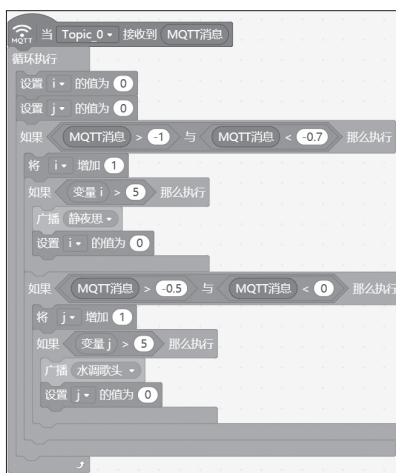 MQTT 当 Topic_0 接收到 MQTT消息
循环执行
设置 i 的值为 0
设置 j 的值为 0
如果 MQTT消息 > -1 与 MQTT消息 < -0.7 那么执行
将 i 增加 1
如果 变量 i > 5 那么执行
广播 静夜思
设置 i 的值为 0
如果 MQTT消息 > -0.5 与 MQTT消息 < 0 那么执行
将 j 增加 1
如果 变量 j > 5 那么执行
广播 水调歌头
设置 j 的值为 0